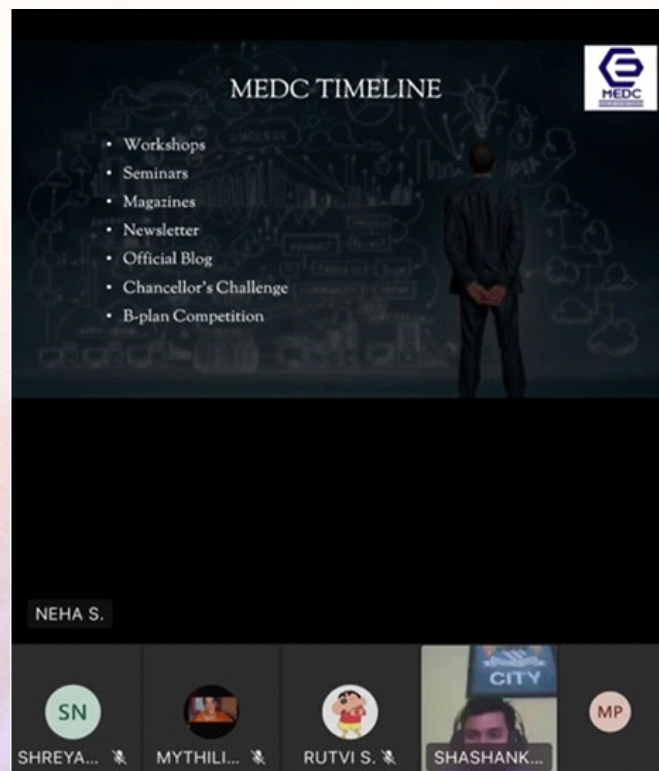 MEDC TIMELINE
MEDC
• Workshops
• Seminars
• Magazines
• Newsletter
• Official Blog
• Chancellor's Challenge
• B-plan Competition
NEHA S.
CITY
SN
MP
SHREYA...
MYTHILI...
RUTVI S.
SHASHANK...